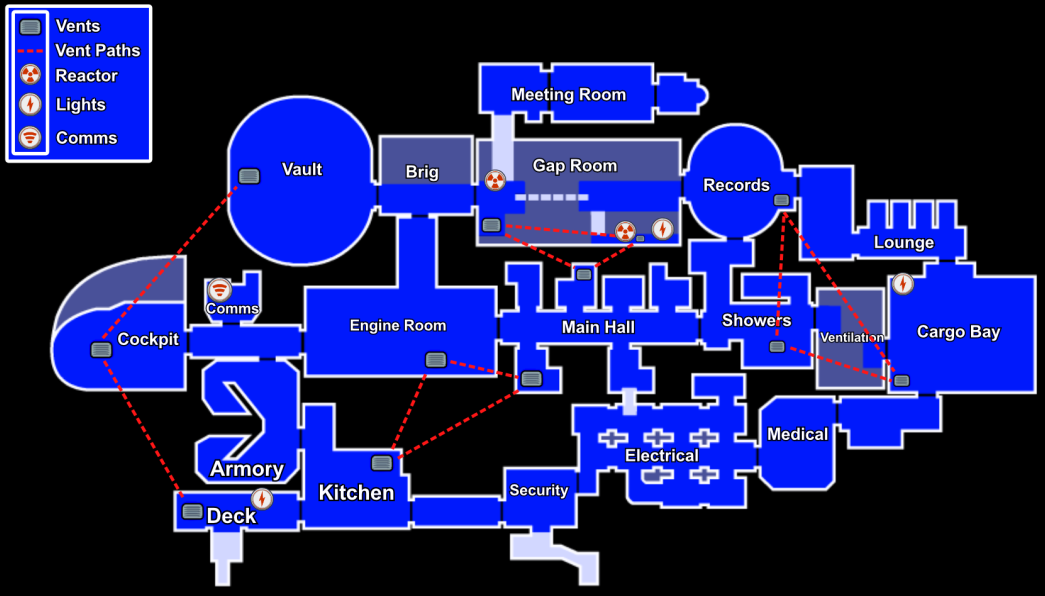 Vents
Vent Paths
Reactor
Lights
Comms
Meeting Room
Vault
Brig
Gap Room
Records
Lounge
Comms
Cockpit
Engine Room
Main Hall
Showers
Ventilation
Cargo Bay
Medical
Electrical
Armory
Kitchen
Security
Deck